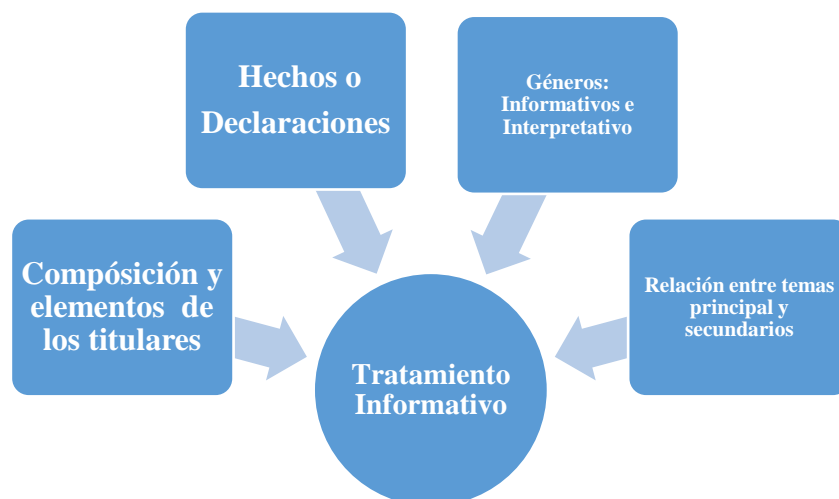 Hechos o
Declaraciones
Géneros:
Informativos e
Interpretativo
Compósición y
elementos de
los titulares
Relación entre temas
principal y
secundarios
Tratamiento
Informativo